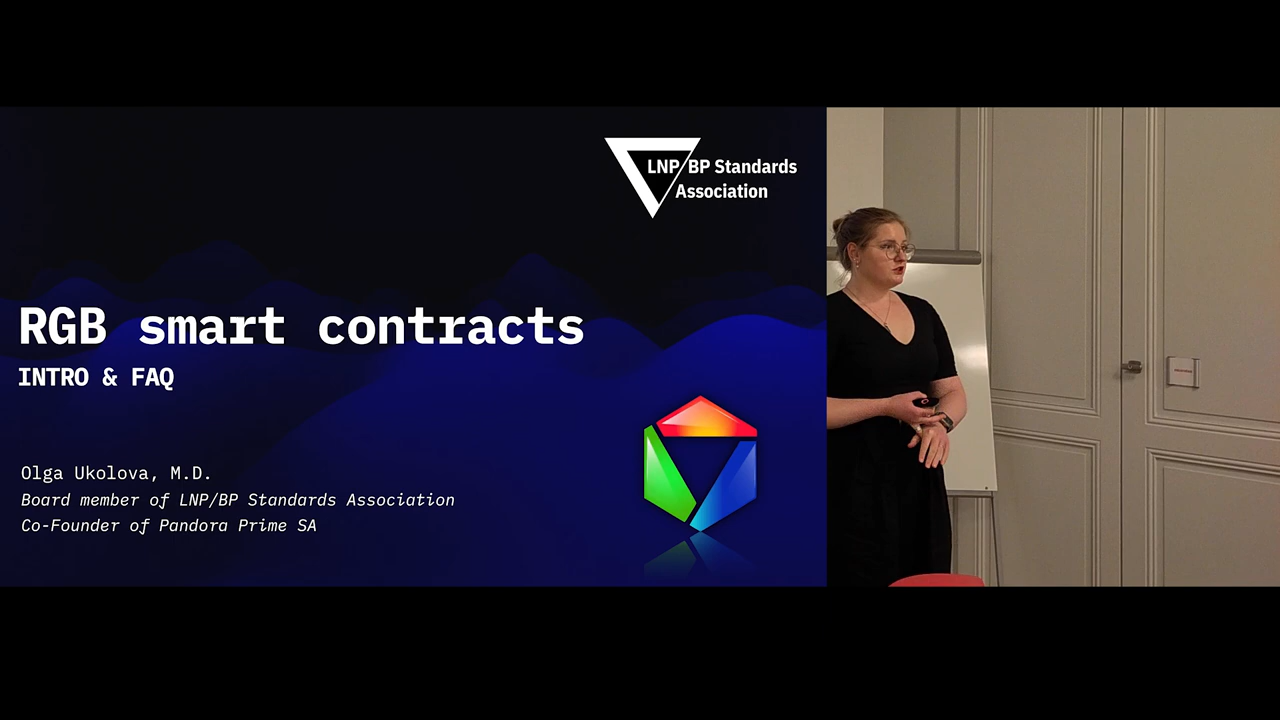 LNP/BP Standards
Association
RGB smart contracts
INTRO & FAQ
Olga Ukolova, M.D.
Board member of LNP/BP Standards Association
Co-Founder of Pandora Prime SA